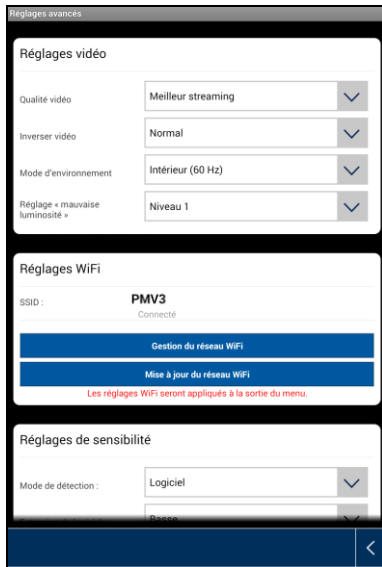 Réglages avancés
Réglages vidéo
Qualité vidéo
Meilleur streaming
Inverser vidéo
Normal
Mode d'environnement
Intérieur (60 Hz)
Réglage « mauvaise
luminosité »
Niveau 1
Réglages WiFi
SSID :
PMV3
Connecté
Gestion du réseau WiFi
Mise à jour du réseau WiFi
Les réglages WiFi seront appliqués à la sortie du menu.
Réglages de sensibilité
Mode de détection :
Logiciel
Basse